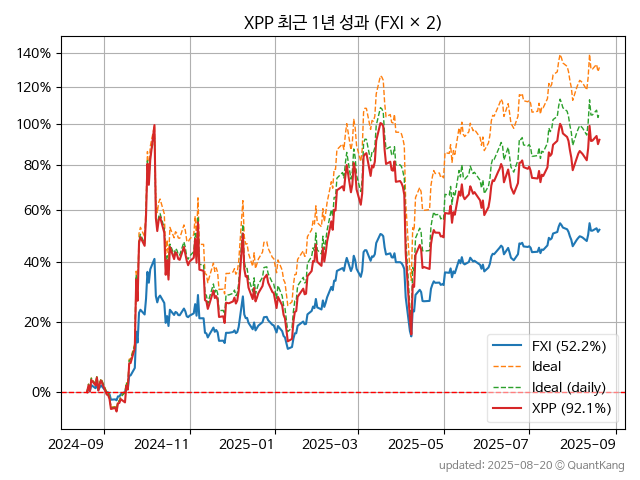 XPP 최근 1년 성과 (FXI × 2)
140%
120%
100%
80%
60%
40%
20%
0%
FXI (52.2%)
Ideal
Ideal (daily)
XPP (92.1%)
2024-09
2024-11
2025-01
2025-03
2025-05
2025-07
2025-09
updated: 2025-08-20 © QuantKang